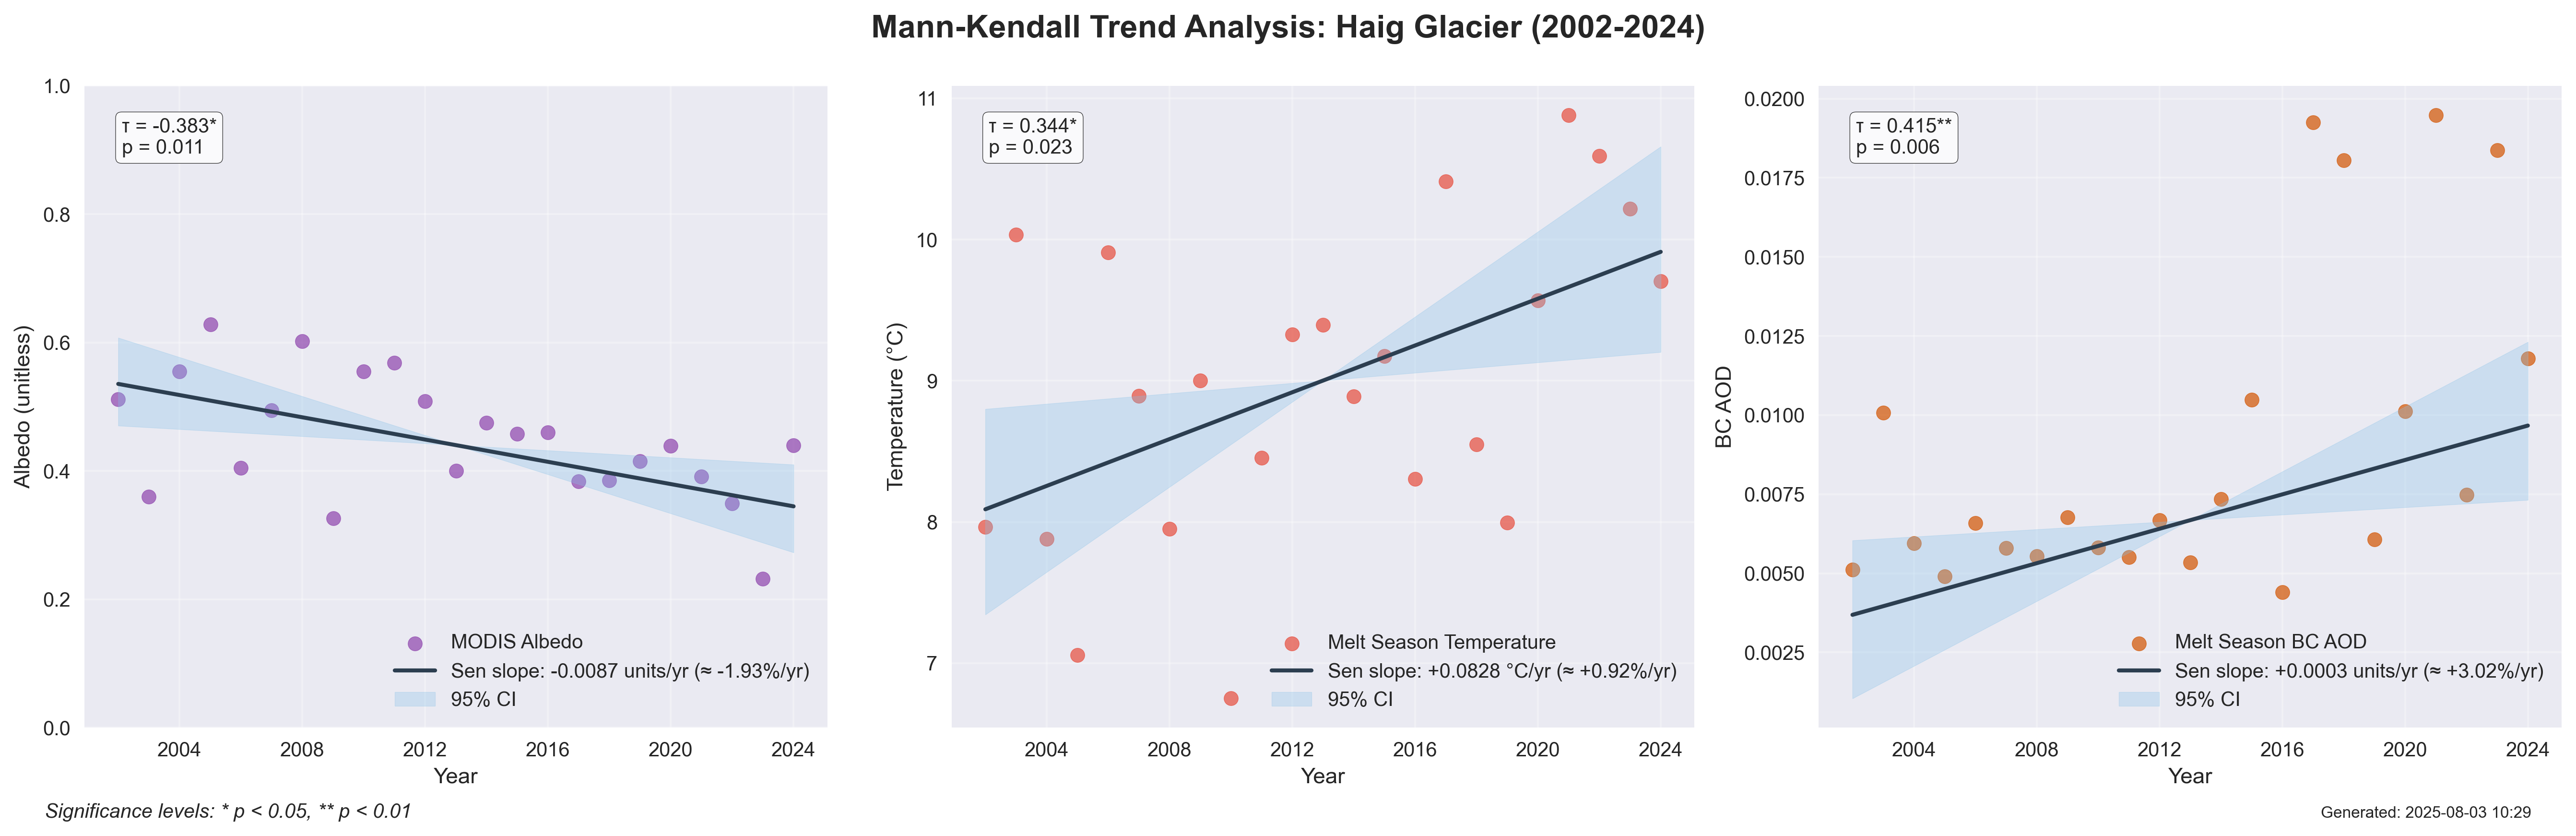 Mann-Kendall Trend Analysis: Haig Glacier (2002-2024)
Albedo (unitless)
1.0
0.8
0.6
0.4
0.2
0.0
τ = -0.383*
p = 0.011
MODIS Albedo
Sen slope: -0.0087 units/yr (≈ -1.93%/yr)
95% CI
2004 2008 2012 2016 2020 2024
Year
Temperature (°C)
11
10
9
8
7
τ = 0.344*
p = 0.023
Melt Season Temperature
Sen slope: +0.0828 °C/yr (≈ +0.92%/yr)
95% CI
2004 2008 2012 2016 2020 2024
Year
BC AOD
0.0200
0.0175
0.0150
0.0125
0.0100
0.0075
0.0050
0.0025
τ = 0.415**
p = 0.006
Melt Season BC AOD
Sen slope: +0.0003 units/yr (≈ +3.02%/yr)
95% CI
2004 2008 2012 2016 2020 2024
Year
Significance levels: * p < 0.05, ** p < 0.01
Generated: 2025-08-03 10:29